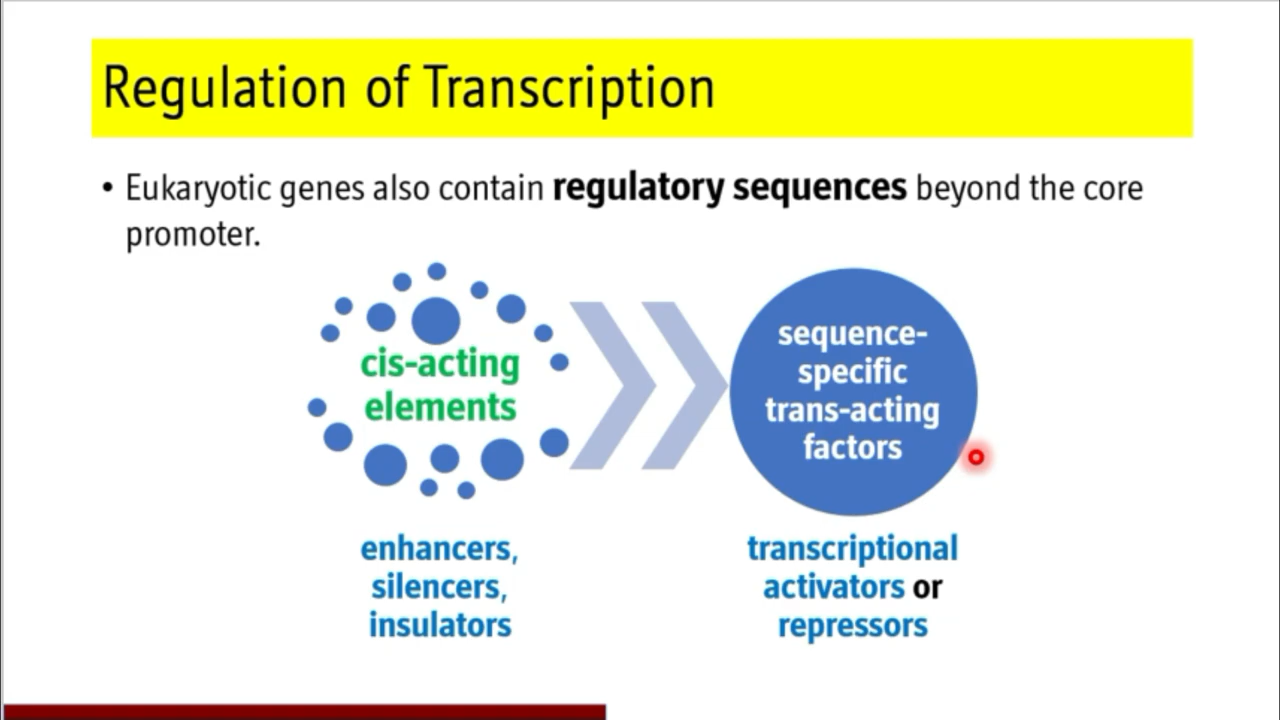 Regulation of Transcription
• Eukaryotic genes also contain regulatory sequences beyond the core
promoter.
cis-acting
elements
enhancers,
silencers,
insulators
sequence-
specific
trans-acting
factors
transcriptional
activators or
repressors